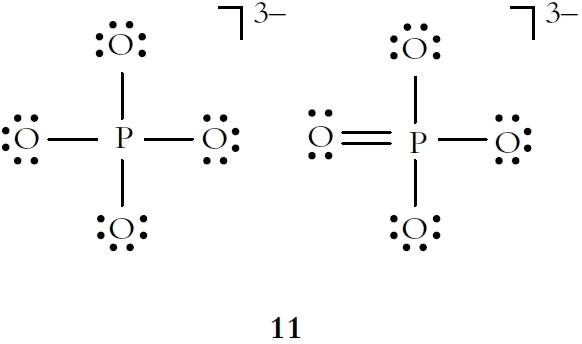 3– 3–
O O
O P O O P O
O O
11